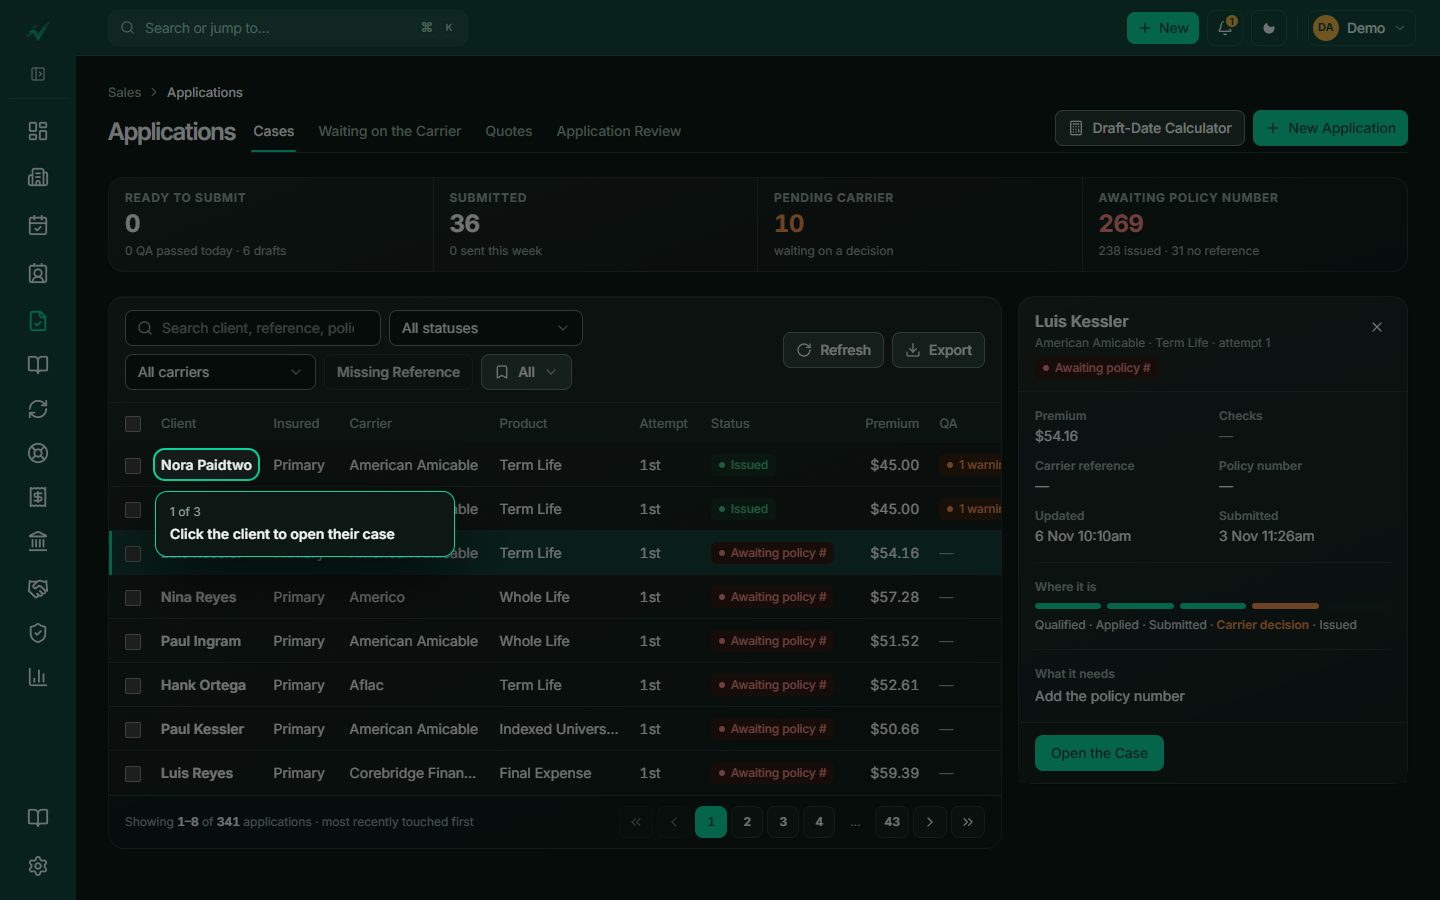 Search or jump to...
⌘ K
New
1
DA
Demo
Sales > Applications
Applications
Cases
Waiting on the Carrier
Quotes
Application Review
Draft-Date Calculator
New Application
READY TO SUBMIT
0
0 QA passed today · 6 drafts
SUBMITTED
36
0 sent this week
PENDING CARRIER
10
waiting on a decision
AWAITING POLICY NUMBER
269
238 issued · 31 no reference
Search client, reference, poli
All statuses
All carriers
Missing Reference
All
Refresh
Export
Client Insured Carrier Product Attempt Status Premium QA
Nora Paidtwo Primary American Amicable Term Life 1st Issued $45.00 1 warnin
able Term Life 1st Issued $45.00 1 warnin
1 of 3
Click the client to open their case
Term Life 1st Awaiting policy # $54.16 —
Nina Reyes Primary Americo Whole Life 1st Awaiting policy # $57.28 —
Paul Ingram Primary American Amicable Whole Life 1st Awaiting policy # $51.52 —
Hank Ortega Primary Aflac Term Life 1st Awaiting policy # $52.61 —
Paul Kessler Primary American Amicable Indexed Univers... 1st Awaiting policy # $50.66 —
Luis Reyes Primary Corebridge Finan... Final Expense 1st Awaiting policy # $59.39 —
Showing 1–8 of 341 applications · most recently touched first
« ‹ 1 2 3 4 ... 43 › »
Luis Kessler
American Amicable · Term Life · attempt 1
Awaiting policy #
Premium Checks
$54.16 —
Carrier reference Policy number
— —
Updated Submitted
6 Nov 10:10am 3 Nov 11:26am
Where it is
Qualified · Applied · Submitted · Carrier decision · Issued
What it needs
Add the policy number
Open the Case